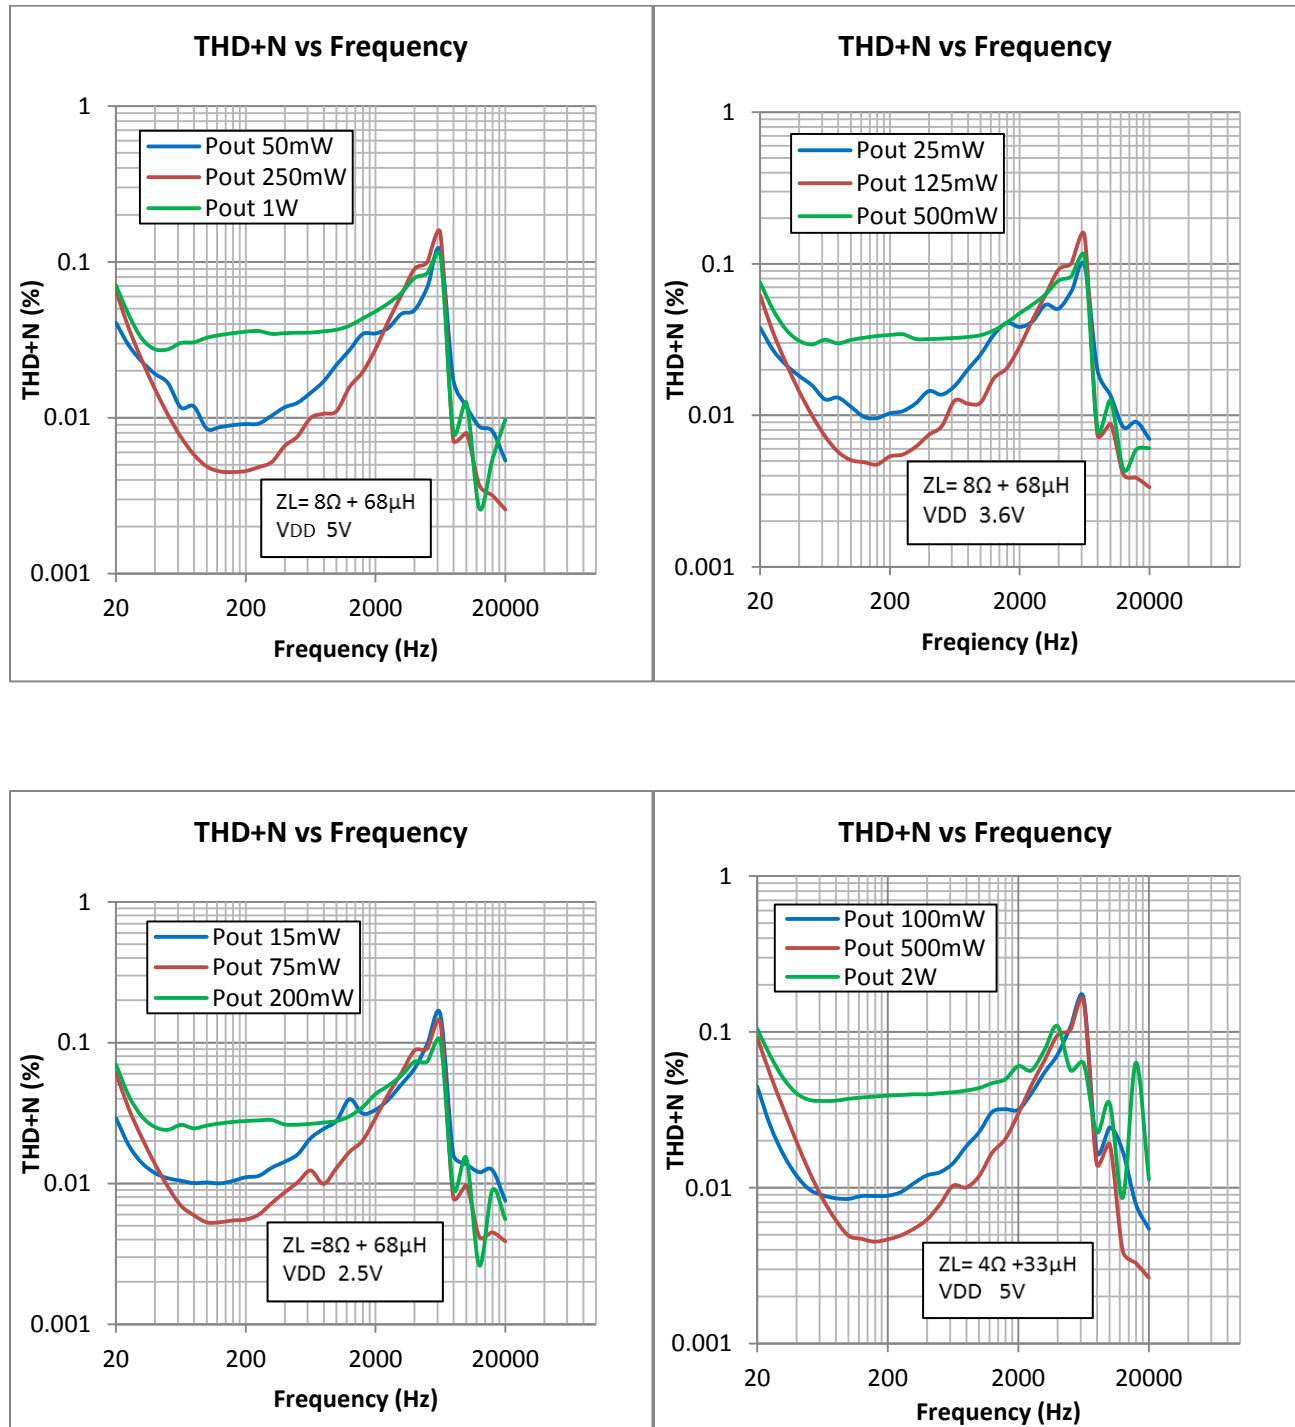 THD+N vs Frequency
1
0.1
0.01
0.001
THD+N (%)
Pout 50mW
Pout 250mW
Pout 1W
ZL= 8Ω + 68µH
VDD 5V
20 200 2000 20000
Frequency (Hz)
THD+N vs Frequency
1
0.1
0.01
0.001
THD+N (%)
Pout 25mW
Pout 125mW
Pout 500mW
ZL= 8Ω + 68µH
VDD 3.6V
20 200 2000 20000
Freqiency (Hz)
THD+N vs Frequency
1
0.1
0.01
0.001
THD+N (%)
Pout 15mW
Pout 75mW
Pout 200mW
ZL =8Ω + 68µH
VDD 2.5V
20 200 2000 20000
Frequency (Hz)
THD+N vs Frequency
1
0.1
0.01
0.001
THD+N (%)
Pout 100mW
Pout 500mW
Pout 2W
ZL= 4Ω +33µH
VDD 5V
20 200 2000 20000
Frequency (Hz)